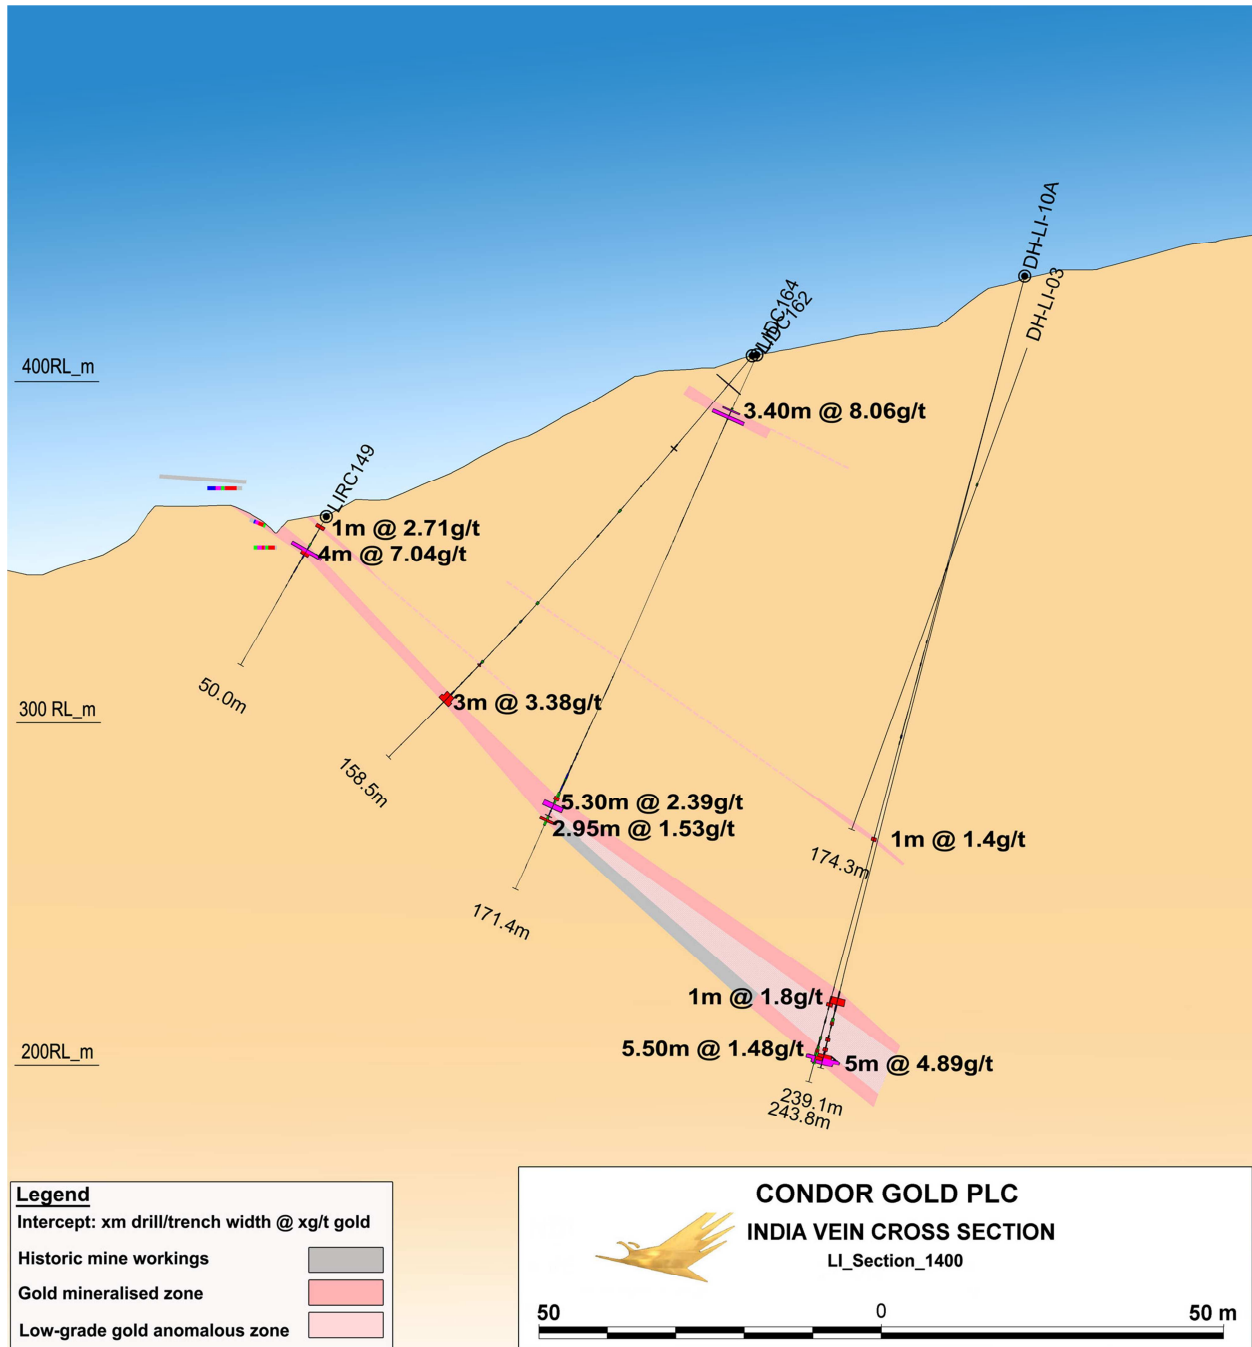 DH-LI-10A
DH-LI-03
LIDC162
400RL_m
3.40m @ 8.06g/t
LIRC149
1m @ 2.71g/t
4m @ 7.04g/t
50.0m
300 RL_m
3m @ 3.38g/t
158.5m
5.30m @ 2.39g/t
2.95m @ 1.53g/t
1m @ 1.4g/t
174.3m
171.4m
1m @ 1.8g/t
200RL_m
5.50m @ 1.48g/t
5m @ 4.89g/t
239.1m
243.8m
Legend
Intercept: xm drill/trench width @ xg/t gold
Historic mine workings
Gold mineralised zone
Low-grade gold anomalous zone
CONDOR GOLD PLC
INDIA VEIN CROSS SECTION
LI_Section_1400
50 0 50 m